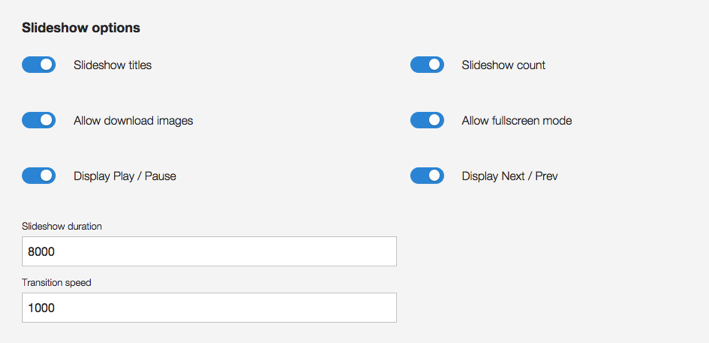 Slideshow options
Slideshow titles
Slideshow count
Allow download images
Allow fullscreen mode
Display Play / Pause
Display Next / Prev
Slideshow duration
8000
Transition speed
1000